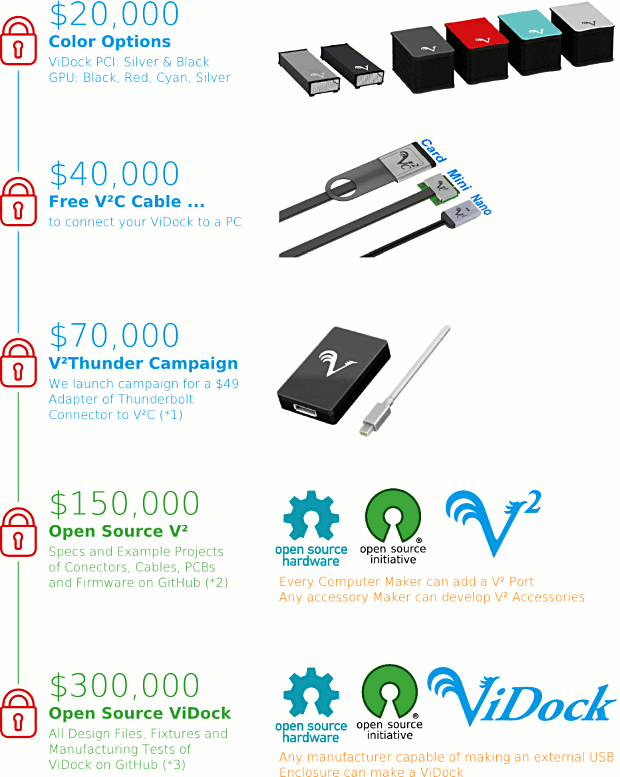 $20,000
Color Options
ViDock PCI: Silver & Black
GPU: Black, Red, Cyan, Silver
$40,000
Free V²C Cable ...
to connect your ViDock to a PC
Card
Mini
Nano
$70,000
V²Thunder Campaign
We launch campaign for a $49
Adapter of Thunderbolt
Connector to V²C (*1)
$150,000
Open Source V²
Specs and Example Projects
of Conectors, Cables, PCBs
and Firmware on GitHub (*2)
open source
hardware
open source
initiative
®
V²
Every Computer Maker can add a V² Port
Any accessory Maker can develop V² Accessories
$300,000
Open Source ViDock
All Design Files, Fixtures and
Manufacturing Tests of
ViDock on GitHub (*3)
open source
hardware
open source
initiative
®
ViDock
Any manufacturer capable of making an external USB
Enclosure can make a ViDock